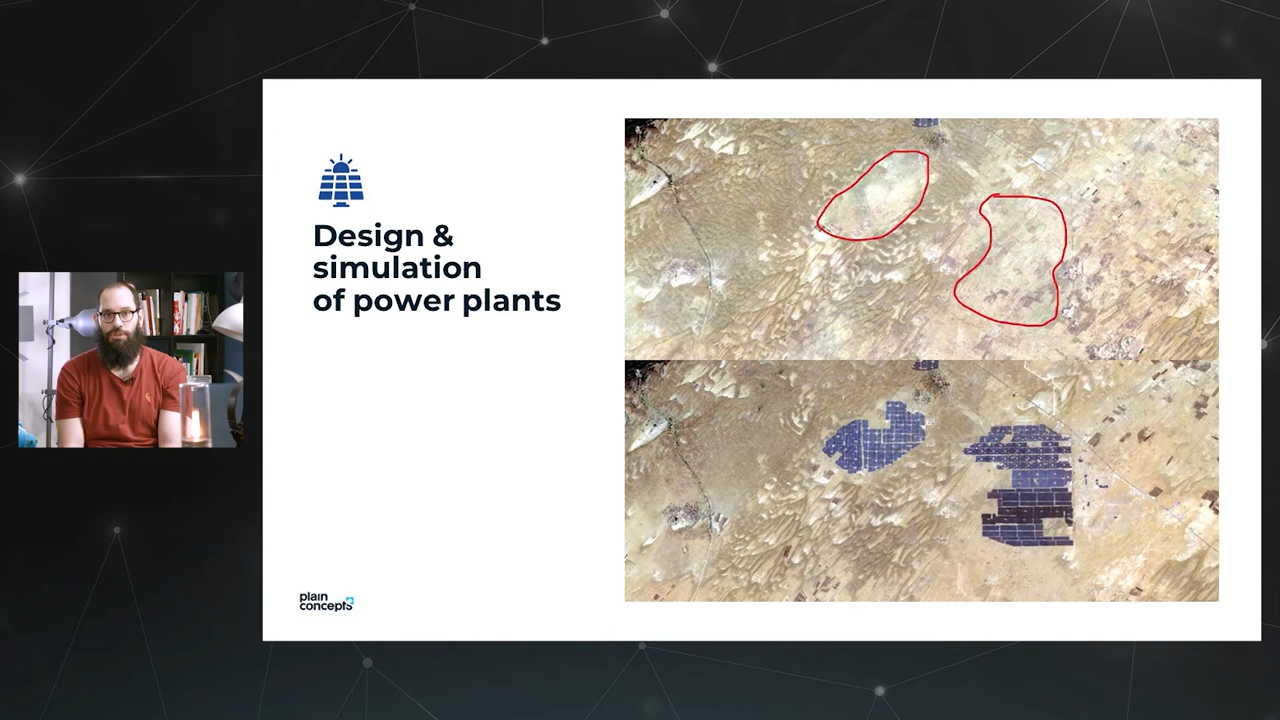 Design &
simulation
of power plants
plain
concepts